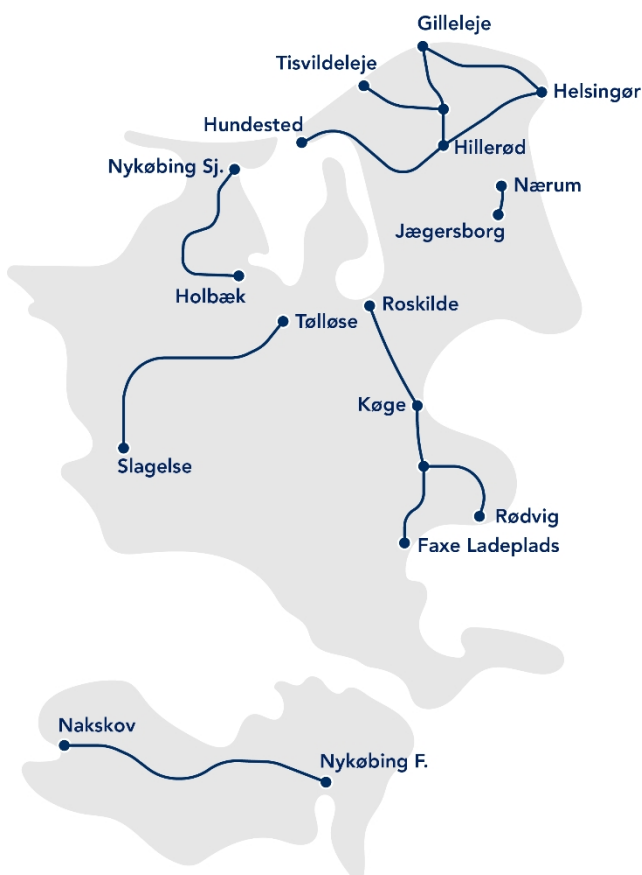 Gilleleje
Tisvildeleje
Helsingør
Hundested
Hillerød
Nykøbing Sj.
Nærum
Jægersborg
Holbæk
Roskilde
Tølløse
Køge
Slagelse
Rødvig
Faxe Ladeplads
Nakskov
Nykøbing F.